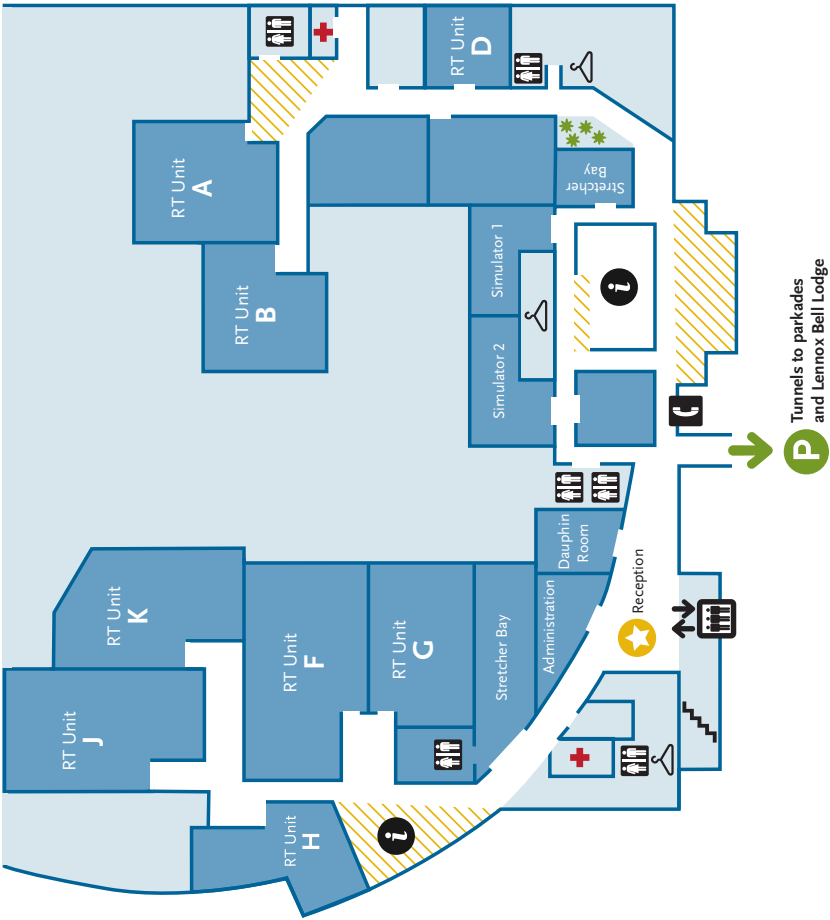 RT Unit
D
RT Unit
A
Stretcher
Bay
RT Unit
B
Simulator 1
i
Simulator 2
Tunnels to parkades
and Lennox Bell Lodge
P
RT Unit
K
Dauphin
Room
Reception
RT Unit
J
RT Unit
F
RT Unit
G
Stretcher Bay
Administration
RT Unit
H
i